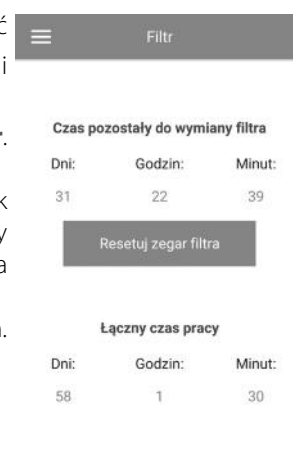 ć
i
.
k
y
a
.
Filtr
Czas pozostały do wymiany filtra
Dni: Godzin: Minut:
31 22 39
Resetuj zegar filtra
Łączny czas pracy
Dni: Godzin: Minut:
58 1 30